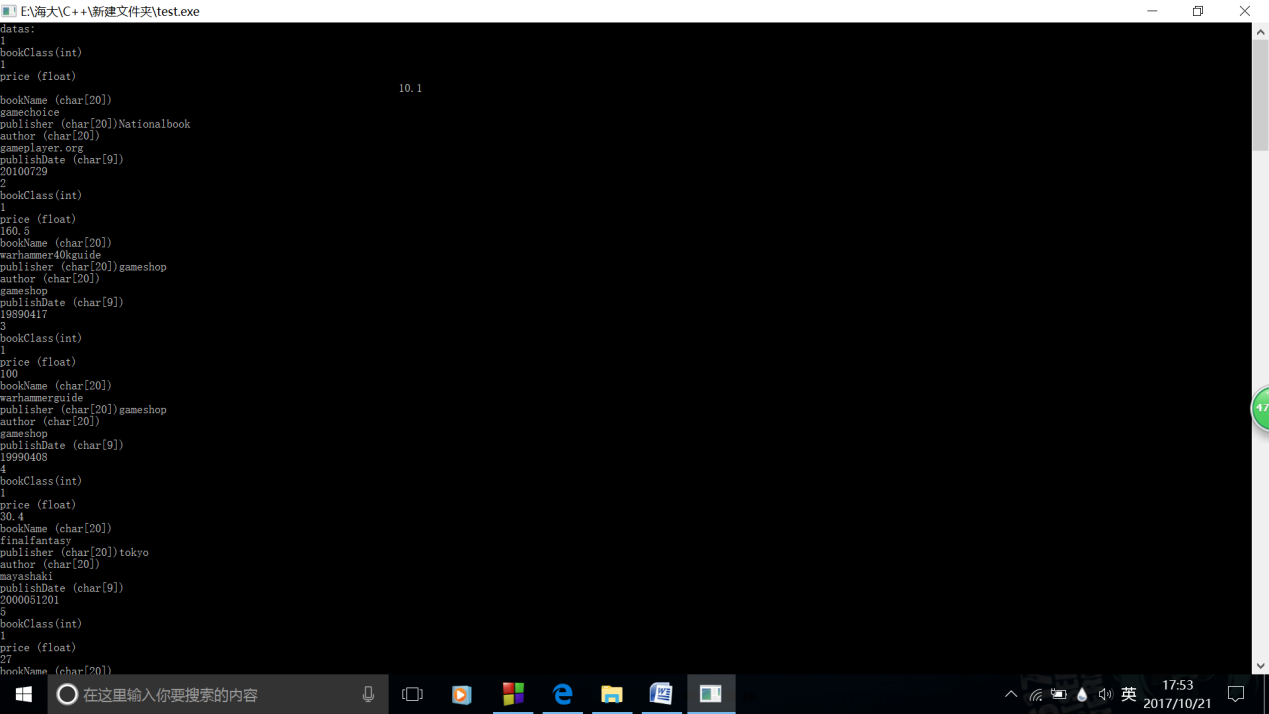 E:\海大\C++\新建文件夹\test.exe
datas:
1
bookClass(int)
1
price (float)
10.1
bookName (char[20])
gamechoice
publisher (char[20])Nationalbook
author (char[20])
gameplayer.org
publishDate (char[9])
20100729
2
bookClass(int)
1
price (float)
160.5
bookName (char[20])
warhammer40kguide
publisher (char[20])gameshop
author (char[20])
gameshop
publishDate (char[9])
19890417
3
bookClass(int)
1
price (float)
100
bookName (char[20])
warhammerguide
publisher (char[20])gameshop
author (char[20])
gameshop
publishDate (char[9])
19990408
4
bookClass(int)
1
price (float)
30.4
bookName (char[20])
finalfantasy
publisher (char[20])tokyo
author (char[20])
mayashaki
publishDate (char[9])
2000051201
5
bookClass(int)
1
price (float)
27
bookName (char[20])
47
在这里输入你要搜索的内容
英
17:53
2017/10/21